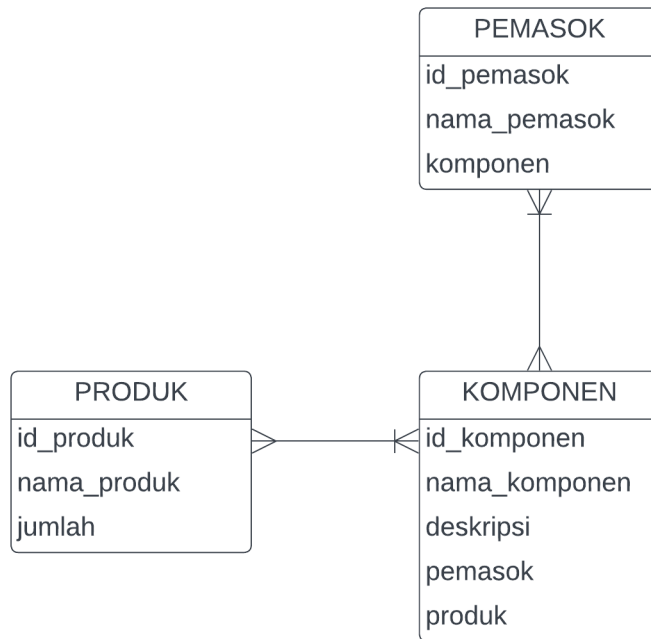 PEMASOK
id_pemasok
nama_pemasok
komponen
PRODUK
id_produk
nama_produk
jumlah
KOMPONEN
id_komponen
nama_komponen
deskripsi
pemasok
produk